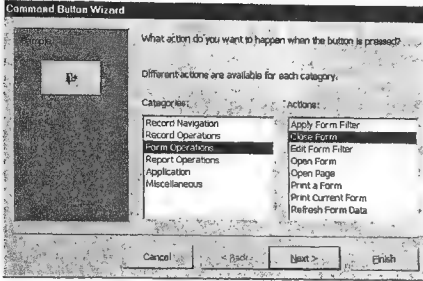 Command Button Wizard
Sample:
What action do you want to happen when the button is pressed?
Different actions are available for each category.
Categories:
Record Navigation
Record Operations
Form Operations
Report Operations
Application
Miscellaneous
Actions:
Apply Form Filter
Close Form
Edit Form Filter
Open Form
Open Page
Print a Form
Print Current Form
Refresh Form Data
Cancel
< Back
Next >
Finish